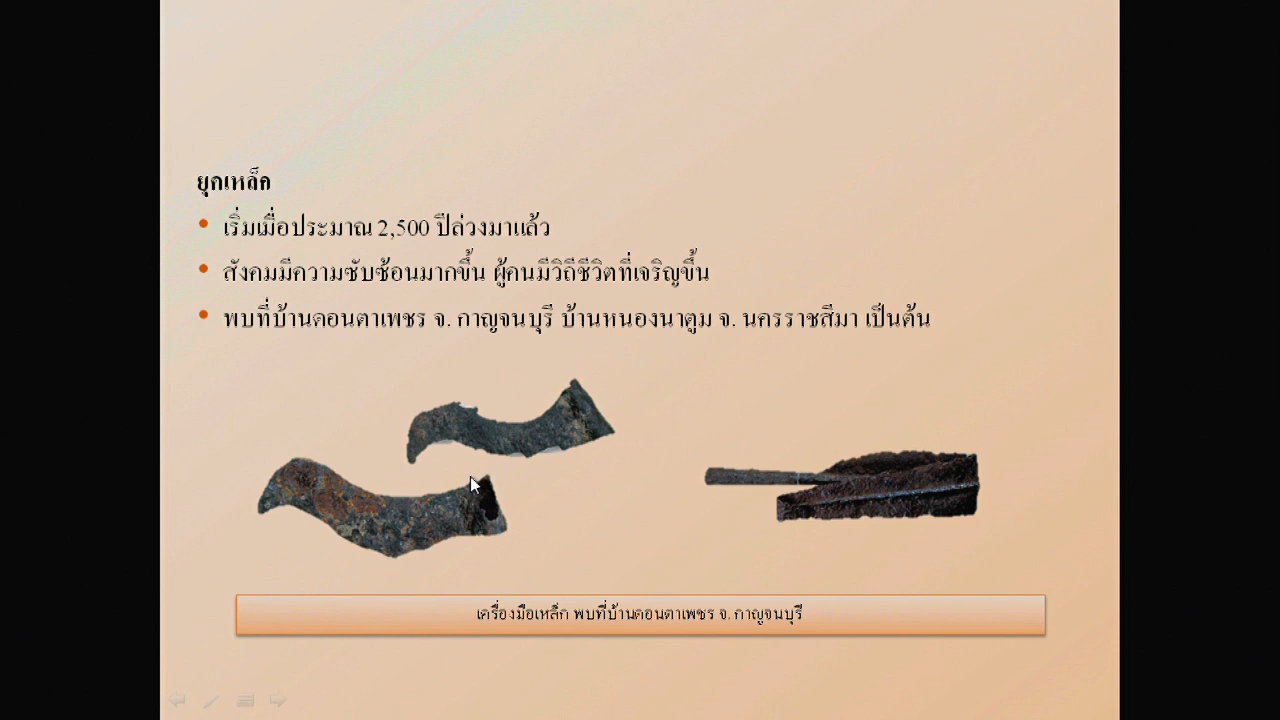 ยุคเหล็ก
• เริ่มเมื่อประมาณ 2,500 ปีล่วงมาแล้ว
• สังคมมีความซับซ้อนมากขึ้น ผู้คนมีวิถีชีวิตที่เจริญขึ้น
• พบที่บ้านดอนตาเพชร จ. กาญจนบุรี บ้านหนองนาตูม จ. นครราชสีมา เป็นต้น
เครื่องมือเหล็ก พบที่บ้านดอนตาเพชร จ. กาญจนบุรี